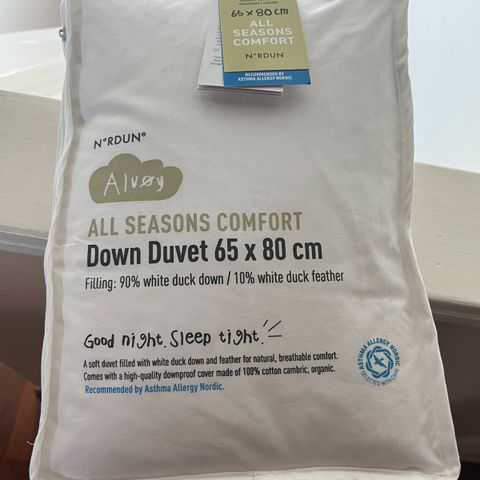 65 x 80 cm
ALL
SEASONS
COMFORT
N°RDUN®
RECOMMENDED BY
ASTHMA ALLERGY NORDIC
N°RDUN®
Alvøy
ALL SEASONS COMFORT
Down Duvet 65 x 80 cm
Filling: 90% white duck down / 10% white duck feather
Good night. Sleep tight.
A soft duvet filled with white duck down and feather for natural, breathable comfort.
Comes with a high-quality downproof cover made of 100% cotton cambric, organic.
Recommended by Asthma Allergy Nordic.
ASTHMA ALLERGY NORDIC
SELECTED WITH CARE